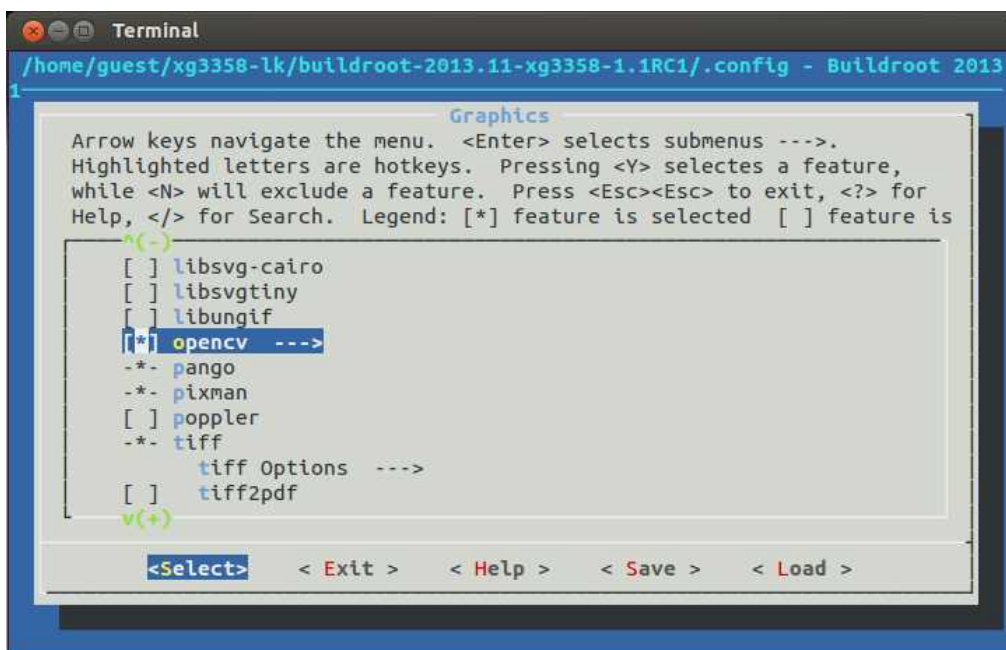 Terminal
/home/guest/xg3358-lk/buildroot-2013.11-xg3358-1.1RC1/.config - Buildroot 2013
1
Graphics
Arrow keys navigate the menu.  <Enter> selects submenus --->.
Highlighted letters are hotkeys.  Pressing <Y> selectes a feature,
while <N> will exclude a feature.  Press <Esc><Esc> to exit, <?> for
Help, </> for Search.  Legend: [*] feature is selected  [ ] feature is
^(-)
[ ] libsvg-cairo
[ ] libsvgtiny
[ ] libungif
[*] opencv  --->
-*- pango
-*- pixman
[ ] poppler
-*- tiff
tiff Options  --->
[ ]   tiff2pdf
v(+)
<Select>    < Exit >    < Help >    < Save >    < Load >